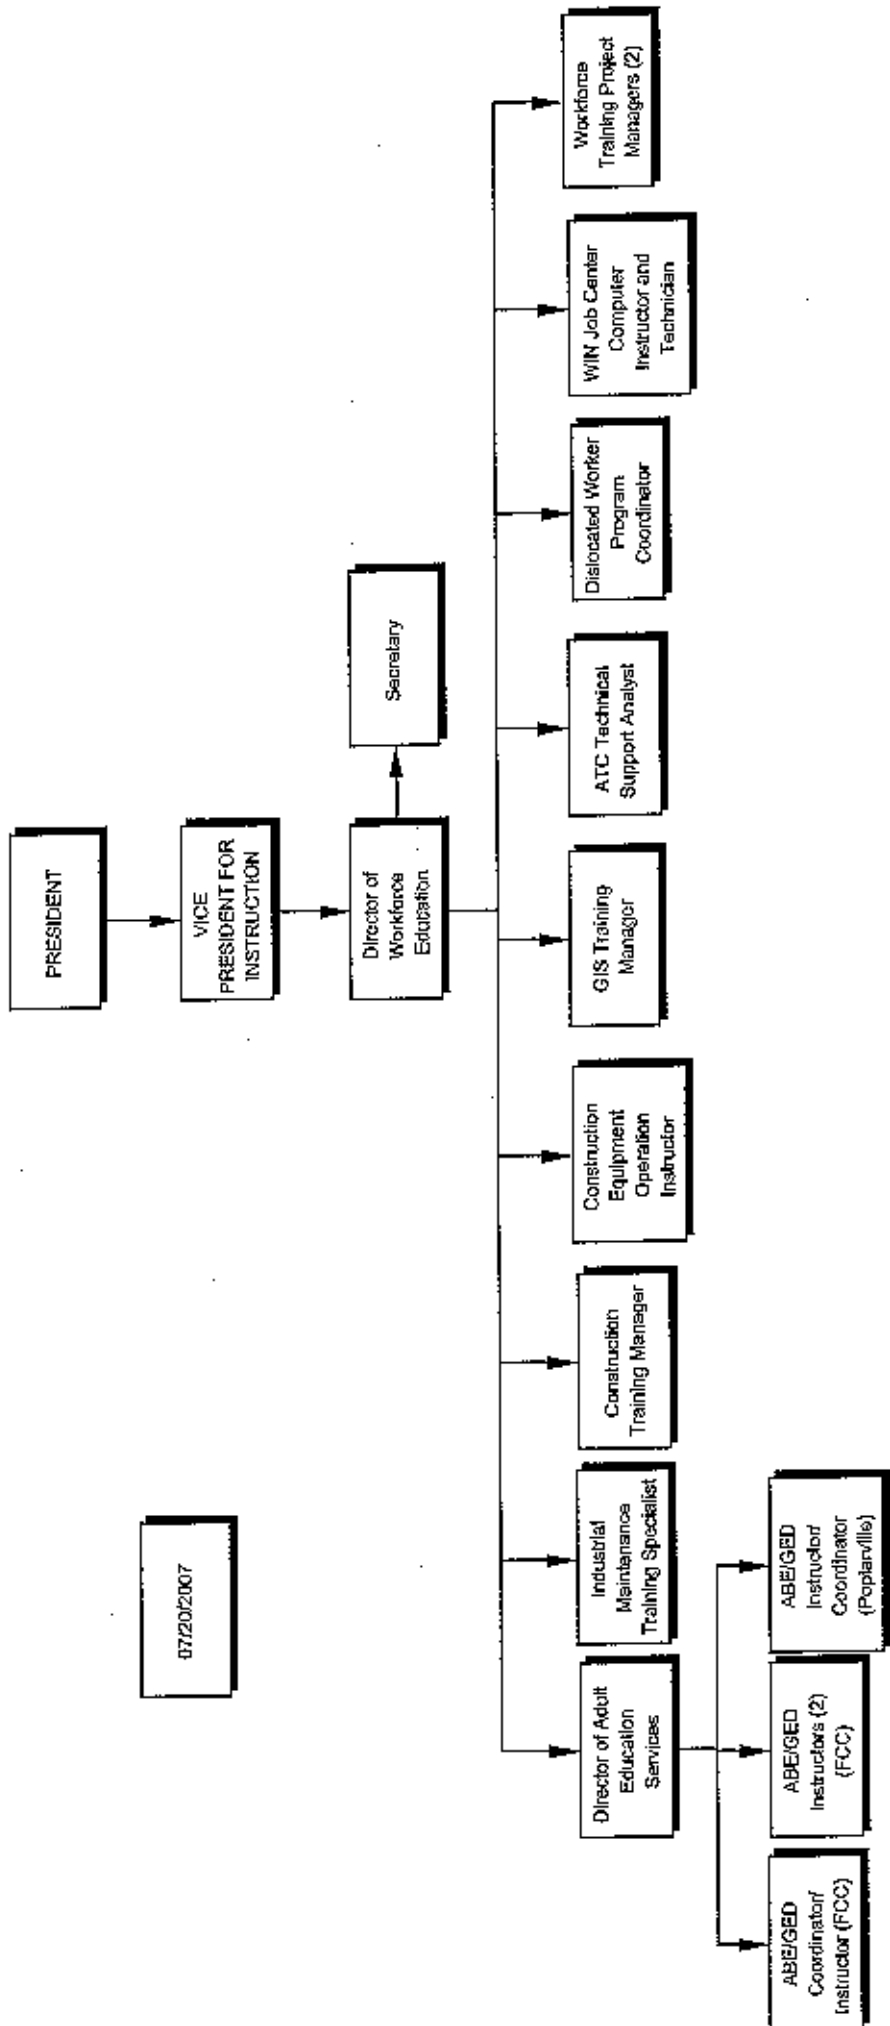 07/20/2007
PRESIDENT
VICE
PRESIDENT FOR
INSTRUCTION
Director of
Workforce
Education
Secretary
Director of Adult
Education
Services
Industrial
Maintenance
Training Specialist
Construction
Training Manager
Construction
Equipment
Operation
Instructor
GIS Training
Manager
ATC Technical
Support Analyst
Dislocated Worker
Program
Coordinator
WIN Job Center
Computer
Instructor and
Technician
Workforce
Training Project
Managers (2)
ABE/GED
Coordinator/
Instructor (FCC)
ABE/GED
Instructors (2)
(FCC)
ABE/GED
Instructor/
Coordinator
(Poplarville)